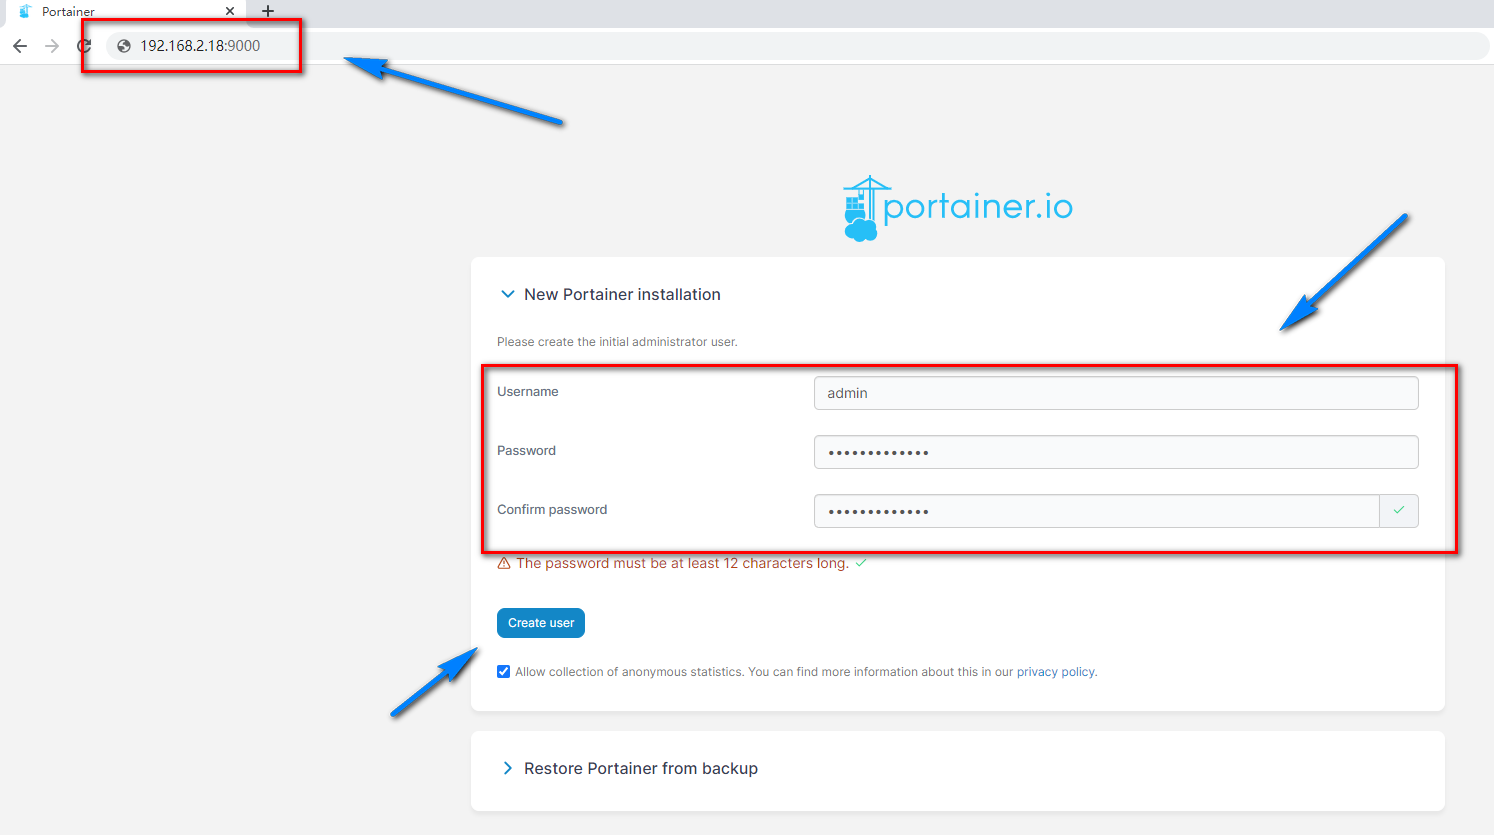 Portainer
192.168.2.18:9000
portainer.io
New Portainer installation
Please create the initial administrator user.
Username
admin
Password
•••••••••••••
Confirm password
•••••••••••••
The password must be at least 12 characters long.
Create user
Allow collection of anonymous statistics. You can find more information about this in our privacy policy.
Restore Portainer from backup